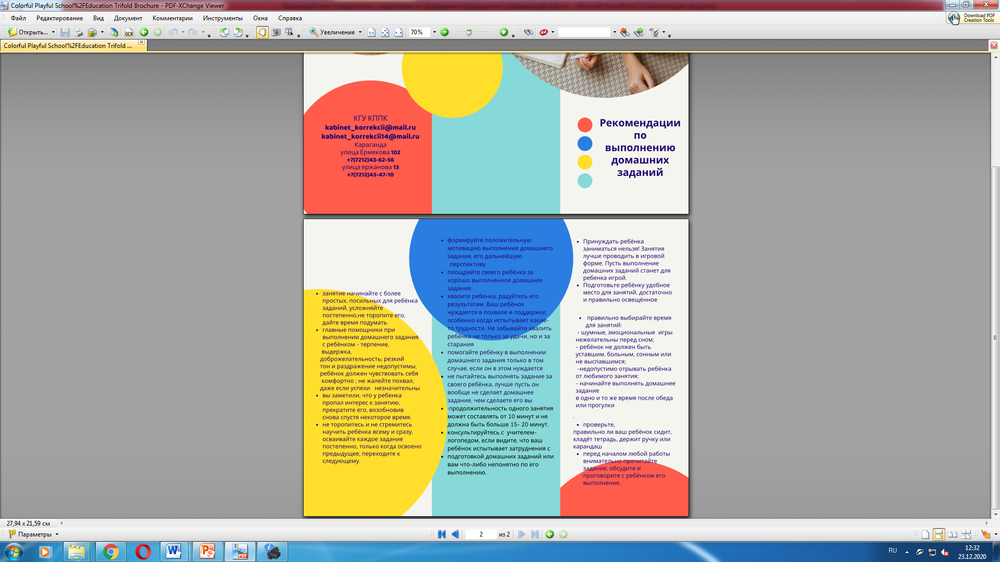 Colorful Playful School%2FEducation Trifold Brochure - PDF-XChange Viewer
Файл Редактирование Вид Документ Комментарии Инструменты Окна Справка
Download PDF
Creation Tools
Открыть... OCR Увеличение 1:1 70% Ask
Colorful Playful School%2FEducation Trifold ...
КГУ КППК
kabinet_korrekcii@mail.ru
kabinet_korrekcii14@mail.ru
Караганда
улица Ермекова 102
+7(7212)43-62-56
улица ержанова 13
+7(7212)43-47-10
Рекомендации
по
выполнению
домашних
заданий
• занятие начинайте с более
простых, посильных для ребёнка
заданий, усложняйте
постепенно,не торопите его,
дайте время подумать
• главные помощники при
выполнении домашнего задания
с ребёнком - терпение,
выдержка,
доброжелательность; резкий
тон и раздражение недопустимы,
ребёнок должен чувствовать себя
комфортно ; не жалейте похвал,
даже если успехи незначительны
• вы заметили, что у ребенка
пропал интерес к занятию,
прекратите его, возобновив
снова спустя некоторое время.
• не торопитесь и не стремитесь
научить ребёнка всему и сразу,
осваивайте каждое задание
постепенно, только когда освоено
предыдущее, переходите к
следующему.
• формируйте положительную
мотивацию выполнения домашнего
задания, его дальнейшую
перспективу
• поощряйте своего ребёнка за
хорошо выполненное домашнее
задание.
• хвалите ребенка, радуйтесь его
результатам. Ваш ребёнок
нуждается в похвале и поддержке,
особенно когда испытывает какие-
то трудности. Не забывайте хвалить
ребёнка не только за удачи, но и за
старания
• помогайте ребёнку в выполнении
домашнего задания только в том
случае, если он в этом нуждается
• не пытайтесь выполнять задание за
своего ребёнка, лучше пусть он
вообще не сделает домашнее
задание, чем сделаете его вы
• ·продолжительность одного занятия
может составлять от 10 минут и не
должна быть больше 15- 20 минут.
• консультируйтесь с учителем-
логопедом, если видите, что ваш
ребёнок испытывает затруднения с
• подготовкой домашних заданий или
вам что-либо непонятно по его
выполнению.
• Принуждать ребёнка
заниматься нельзя! Занятия
лучше проводить в игровой
форме. Пусть выполнение
домашних заданий станет для
ребенка игрой.
• Подготовьте ребёнку удобное
место для занятий, достаточно
и правильно освещённое
• правильно выбирайте время
для занятий:
- шумные, эмоциональные игры
нежелательны перед сном;
- ребёнок не должен быть
уставшим, больным, сонным или
не выспавшимся;
-недопустимо отрывать ребёнка
от любимого занятия;
- начинайте выполнять домашнее
задание
в одно и то же время после обеда
или прогулки
.
• проверьте,
правильно ли ваш ребёнок сидит,
кладёт тетрадь, держит ручку или
карандаш
• перед началом любой работы
внимательно прочитайте
задание, обсудите и
проговорите с ребёнком его
выполнение..
27,94 x 21,59 см
Параметры 2 из 2
RU 12:32
23.12.2020